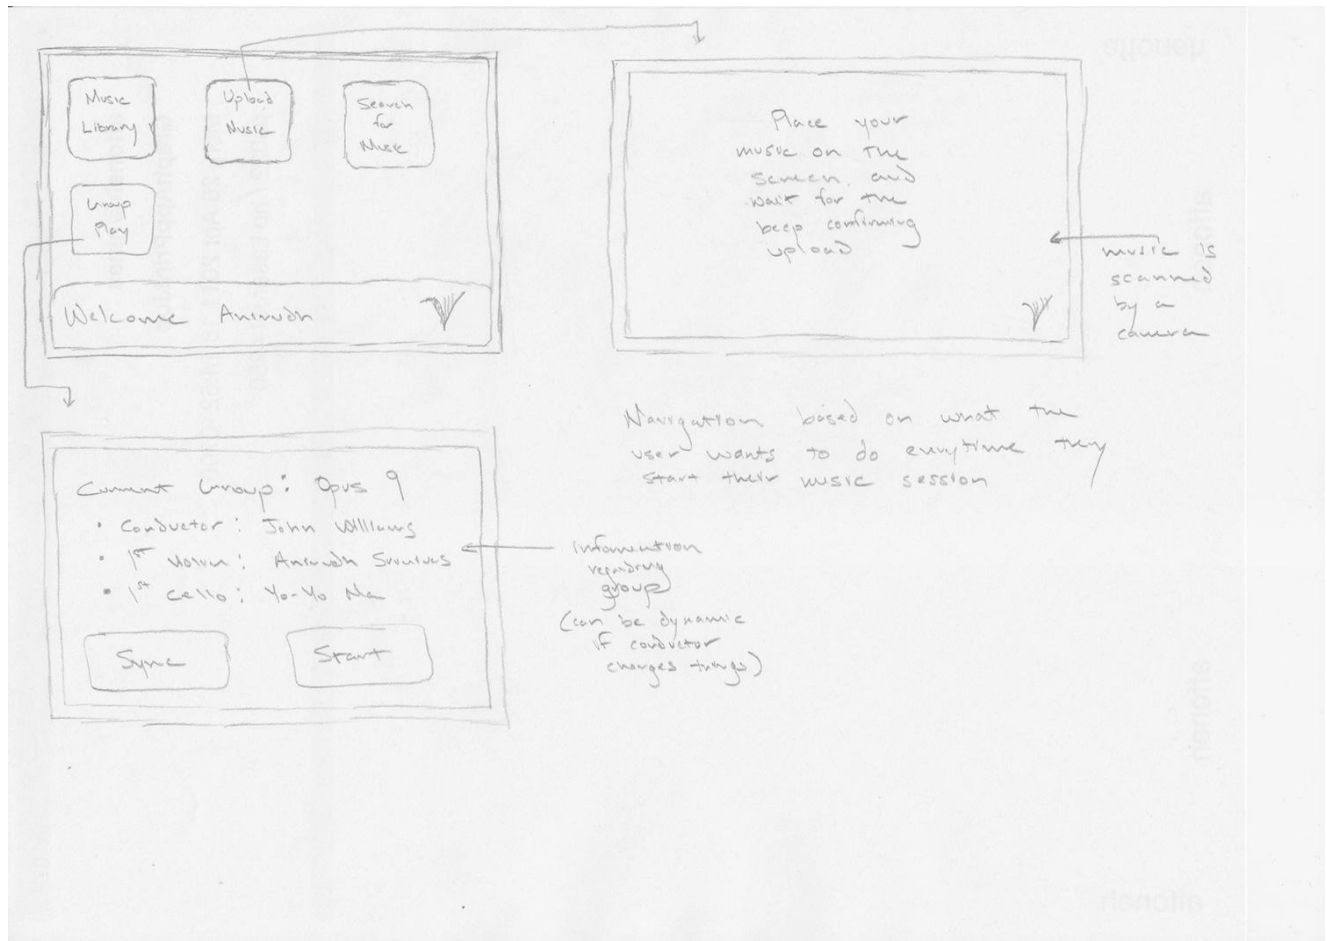 Music
Library
Upload
Music
Search
for
Music
Group
Play
Welcome Anirudh
Place your
music on the
screen and
wait for the
beep confirming
upload
music is
scanned
by a
camera
Navigation based on what the
user wants to do everytime they
start their music session
Current Group: Opus 9
• Conductor: John Williams
• 1st Violin: Anirudh Srinivas
• 1st Cello: Yo-Yo Ma
Sync
Start
information
regarding
group
(can be dynamic
if conductor
changes things)